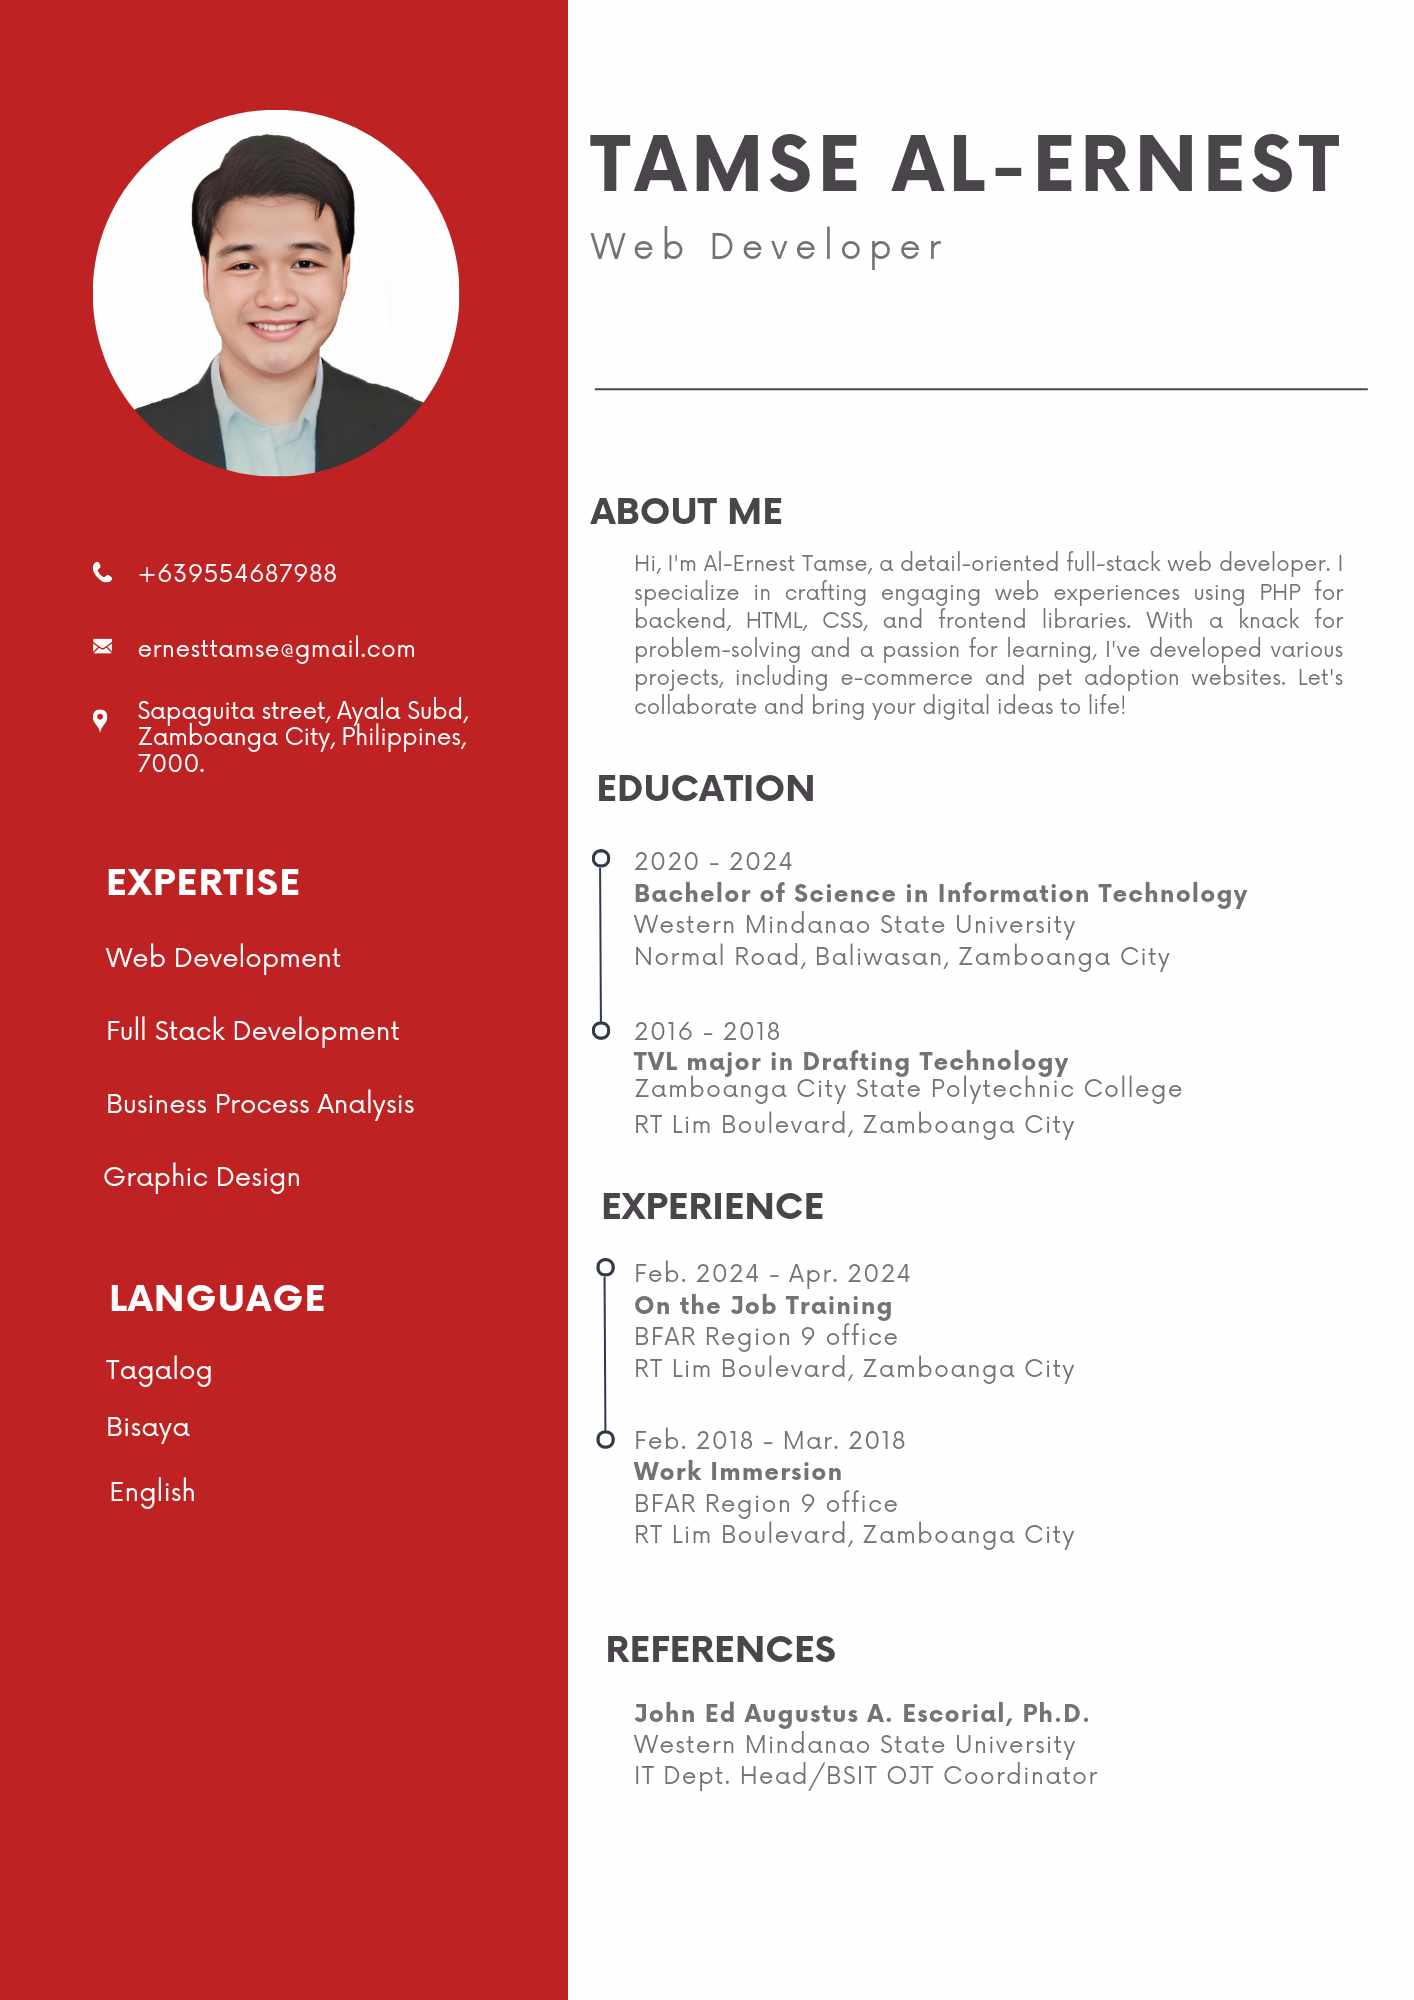 TAMSE AL-ERNEST
Web Developer
+639554687988
ernesttamse@gmail.com
Sapaguita street, Ayala Subd,
Zamboanga City, Philippines,
7000.
EXPERTISE
Web Development
Full Stack Development
Business Process Analysis
Graphic Design
LANGUAGE
Tagalog
Bisaya
English
ABOUT ME
Hi, I'm Al-Ernest Tamse, a detail-oriented full-stack web developer. I
specialize in crafting engaging web experiences using PHP for
backend, HTML, CSS, and frontend libraries. With a knack for
problem-solving and a passion for learning, I've developed various
projects, including e-commerce and pet adoption websites. Let's
collaborate and bring your digital ideas to life!
EDUCATION
2020 - 2024
Bachelor of Science in Information Technology
Western Mindanao State University
Normal Road, Baliwasan, Zamboanga City
2016 - 2018
TVL major in Drafting Technology
Zamboanga City State Polytechnic College
RT Lim Boulevard, Zamboanga City
EXPERIENCE
Feb. 2024 - Apr. 2024
On the Job Training
BFAR Region 9 office
RT Lim Boulevard, Zamboanga City
Feb. 2018 - Mar. 2018
Work Immersion
BFAR Region 9 office
RT Lim Boulevard, Zamboanga City
REFERENCES
John Ed Augustus A. Escorial, Ph.D.
Western Mindanao State University
IT Dept. Head/BSIT OJT Coordinator